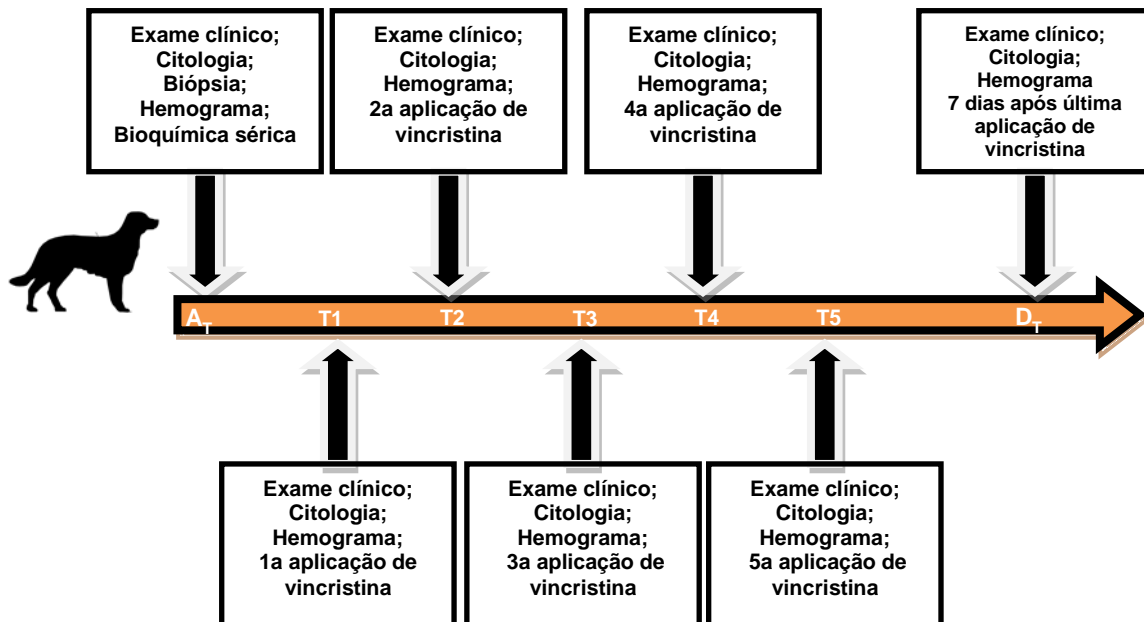 Exame clínico;
Citologia;
Biópsia;
Hemograma;
Bioquímica sérica
Exame clínico;
Citologia;
Hemograma;
2a aplicação de
vincristina
Exame clínico;
Citologia;
Hemograma;
4a aplicação de
vincristina
Exame clínico;
Citologia;
Hemograma
7 dias após última
aplicação de
vincristina
A_T T1 T2 T3 T4 T5 D_T
Exame clínico;
Citologia;
Hemograma;
1a aplicação de
vincristina
Exame clínico;
Citologia;
Hemograma;
3a aplicação de
vincristina
Exame clínico;
Citologia;
Hemograma;
5a aplicação de
vincristina